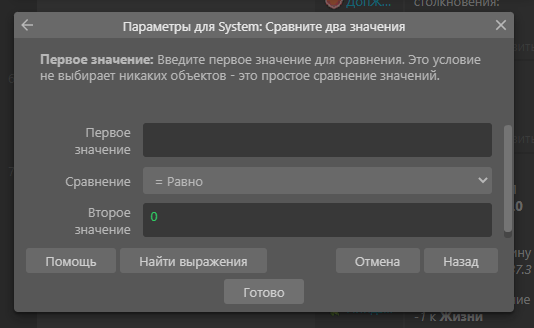 ДопЖ...
столкновения:
Параметры для System: Сравните два значения
Первое значение: Введите первое значение для сравнения. Это условие
не выбирает никаких объектов - это простое сравнение значений.
Первое
значение
Сравнение
= Равно
Второе
значение
0
Помощь
Найти выражения
Отмена
Назад
Готово
-1 к Жизни